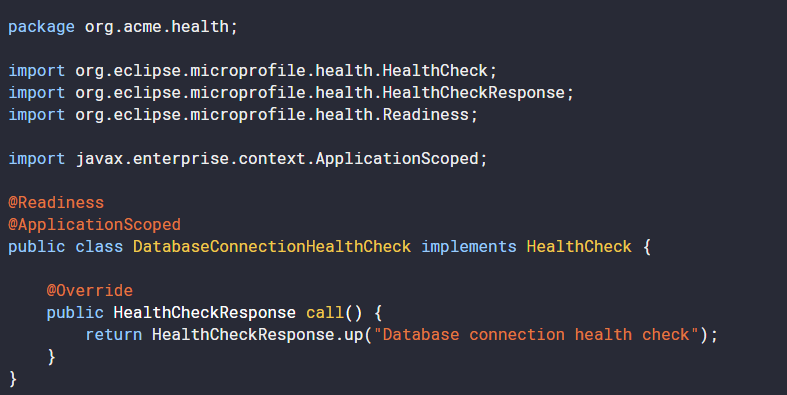 package org.acme.health;
import org.eclipse.microprofile.health.HealthCheck;
import org.eclipse.microprofile.health.HealthCheckResponse;
import org.eclipse.microprofile.health.Readiness;
import javax.enterprise.context.ApplicationScoped;
@Readiness
@ApplicationScoped
public class DatabaseConnectionHealthCheck implements HealthCheck {
    @Override
    public HealthCheckResponse call() {
        return HealthCheckResponse.up("Database connection health check");
    }
}